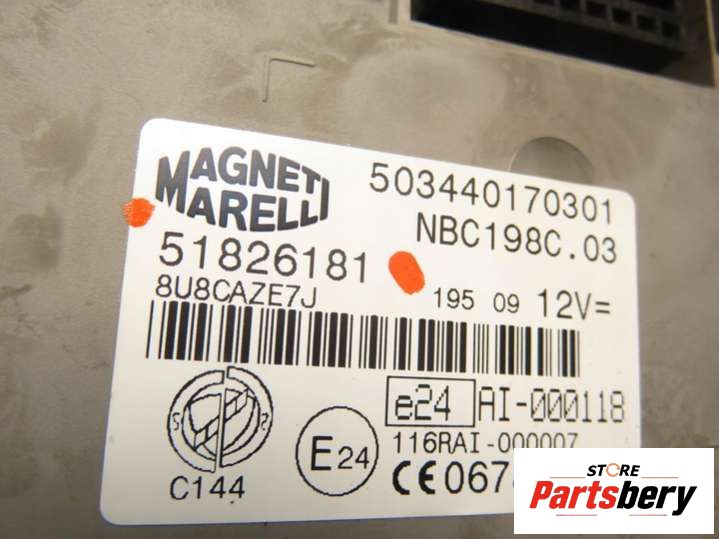 MAGNETI
MARELLI
503440170301
NBC198C.03
51826181
8U8CAZE7J
195 09 12V=
e24 AI-000118
116RAI-000007
E24
C144
CE067
STORE
Partsbery